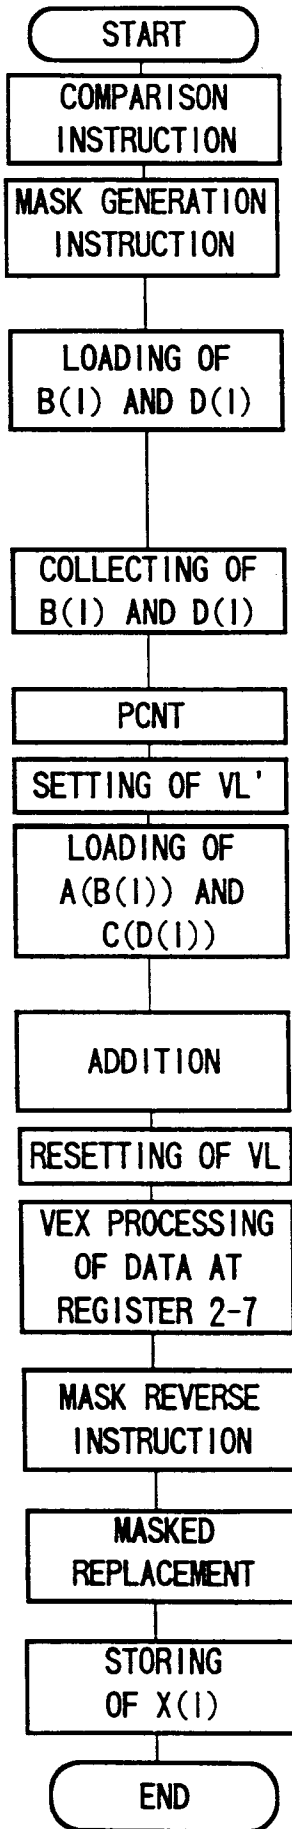 START
COMPARISON
INSTRUCTION
MASK GENERATION
INSTRUCTION
LOADING OF
B(I) AND D(I)
COLLECTING OF
B(I) AND D(I)
PCNT
SETTING OF VL'
LOADING OF
A(B(I)) AND
C(D(I))
ADDITION
RESETTING OF VL
VEX PROCESSING
OF DATA AT
REGISTER 2-7
MASK REVERSE
INSTRUCTION
MASKED
REPLACEMENT
STORING
OF X(I)
END